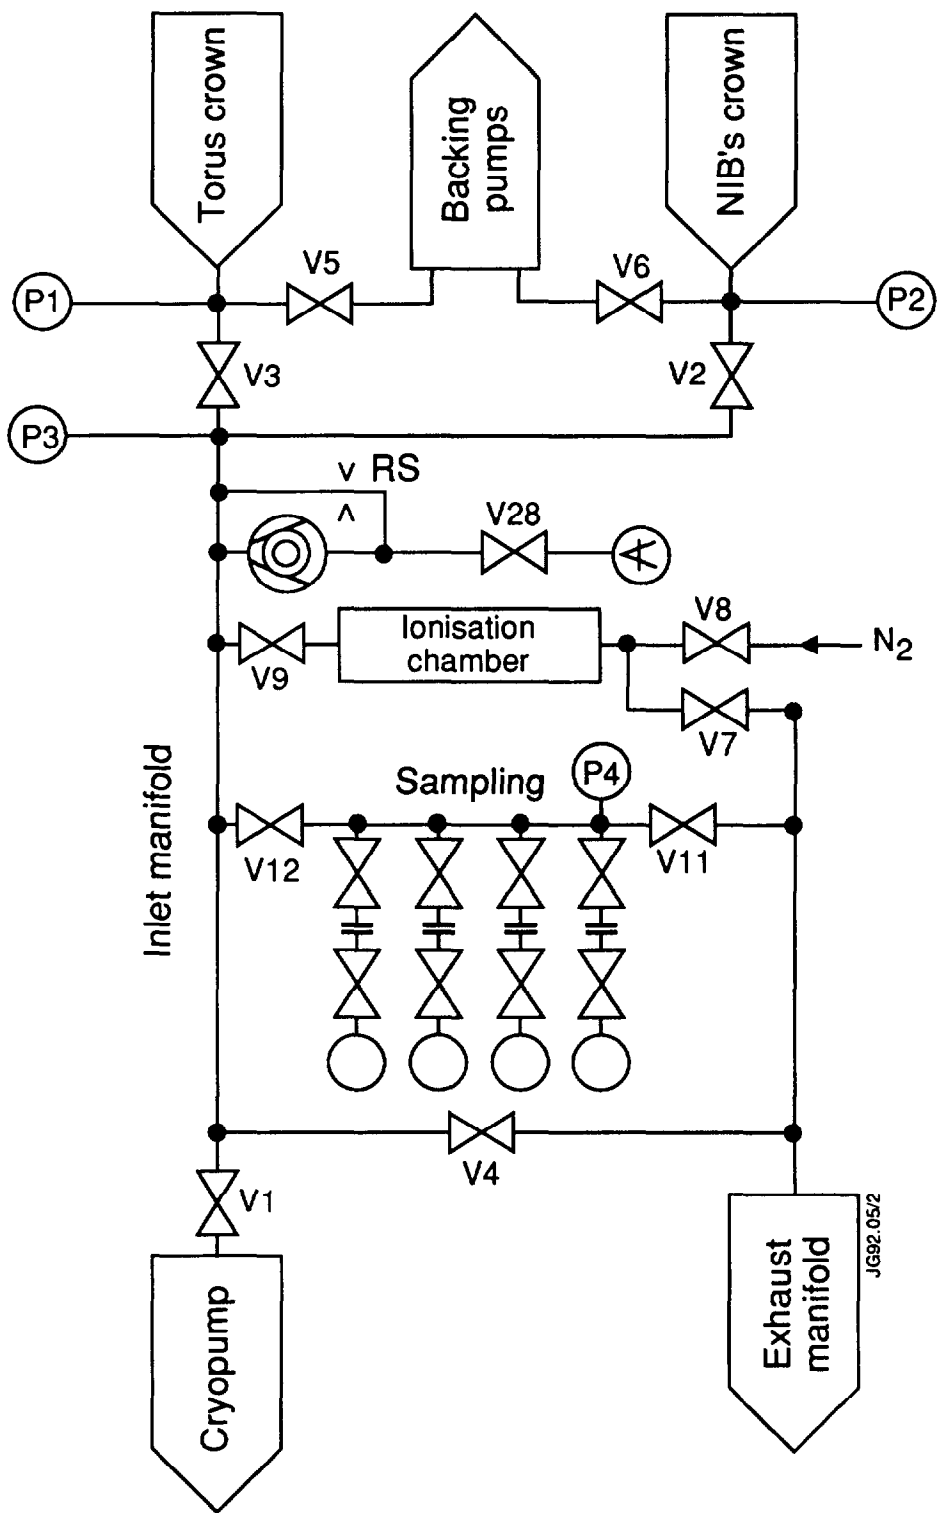 Torus crown
Backing
pumps
NIB's crown
V5
V6
P1
P2
V3
V2
P3
RS
V28
A
V8
Ionisation
chamber
N2
V9
V7
Inlet manifold
Sampling
P4
V12
V11
V4
V1
JG92.05/2
Cryopump
Exhaust
manifold